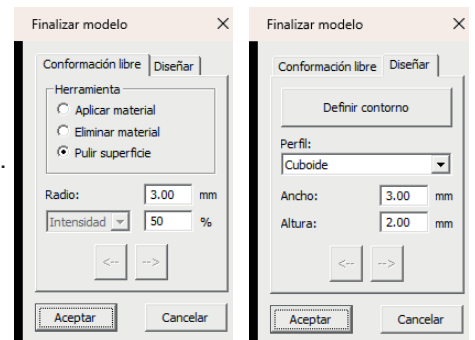 Finalizar modelo
Conformación libre Diseñar
Herramienta
Aplicar material
Eliminar material
Pulir superficie
Radio: 3.00 mm
Intensidad 50 %
<-- -->
Aceptar Cancelar
Finalizar modelo
Conformación libre Diseñar
Definir contorno
Perfil:
Cuboide
Ancho: 3.00 mm
Altura: 2.00 mm
<-- -->
Aceptar Cancelar